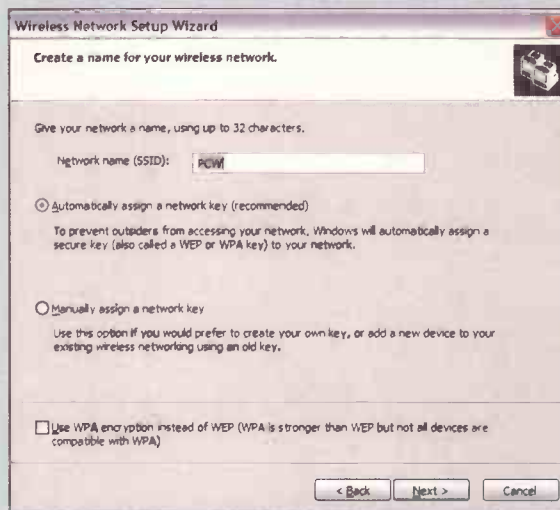 Wireless Network Setup Wizard
Create a name for your wireless network.
Give your network a name, using up to 32 characters.
Network name (SSID): PCW
Automatically assign a network key (recommended)
To prevent outsiders from accessing your network, Windows will automatically assign a
secure key (also called a WEP or WPA key) to your network.
Manually assign a network key
Use this option if you would prefer to create your own key, or add a new device to your
existing wireless networking using an old key.
Use WPA encryption instead of WEP (WPA is stronger than WEP but not all devices are
compatible with WPA)
< Back Next > Cancel